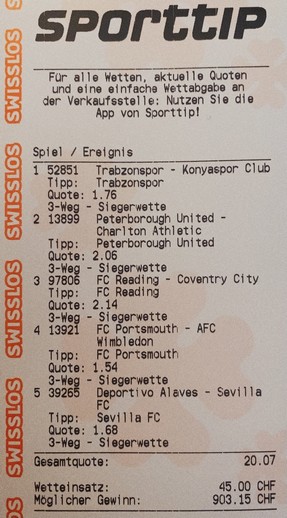 SPORTTIP
Für alle Wetten, aktuelle Quoten
und eine einfache Wettabgabe an
der Verkaufsstelle: Nutzen Sie die
App von Sporttip!
Spiel / Ereignis
1 52851 Trabzonspor - Konyaspor Club
Tipp: Trabzonspor
Quote: 1.76
3-Weg - Siegerwette
2 13899 Peterborough United -
Charlton Athletic
Tipp: Peterborough United
Quote: 2.06
3-Weg - Siegerwette
3 97806 FC Reading - Coventry City
Tipp: FC Reading
Quote: 2.14
3-Weg - Siegerwette
4 13921 FC Portsmouth - AFC
Wimbledon
Tipp: FC Portsmouth
Quote: 1.54
3-Weg - Siegerwette
5 39265 Deportivo Alaves - Sevilla
FC
Tipp: Sevilla FC
Quote: 1.68
3-Weg - Siegerwette
Gesamtquote: 20.07
Wetteinsatz: 45.00 CHF
Möglicher Gewinn: 903.15 CHF
SWISSLOS
SWISSLOS
SWISSLOS
SWISSLOS